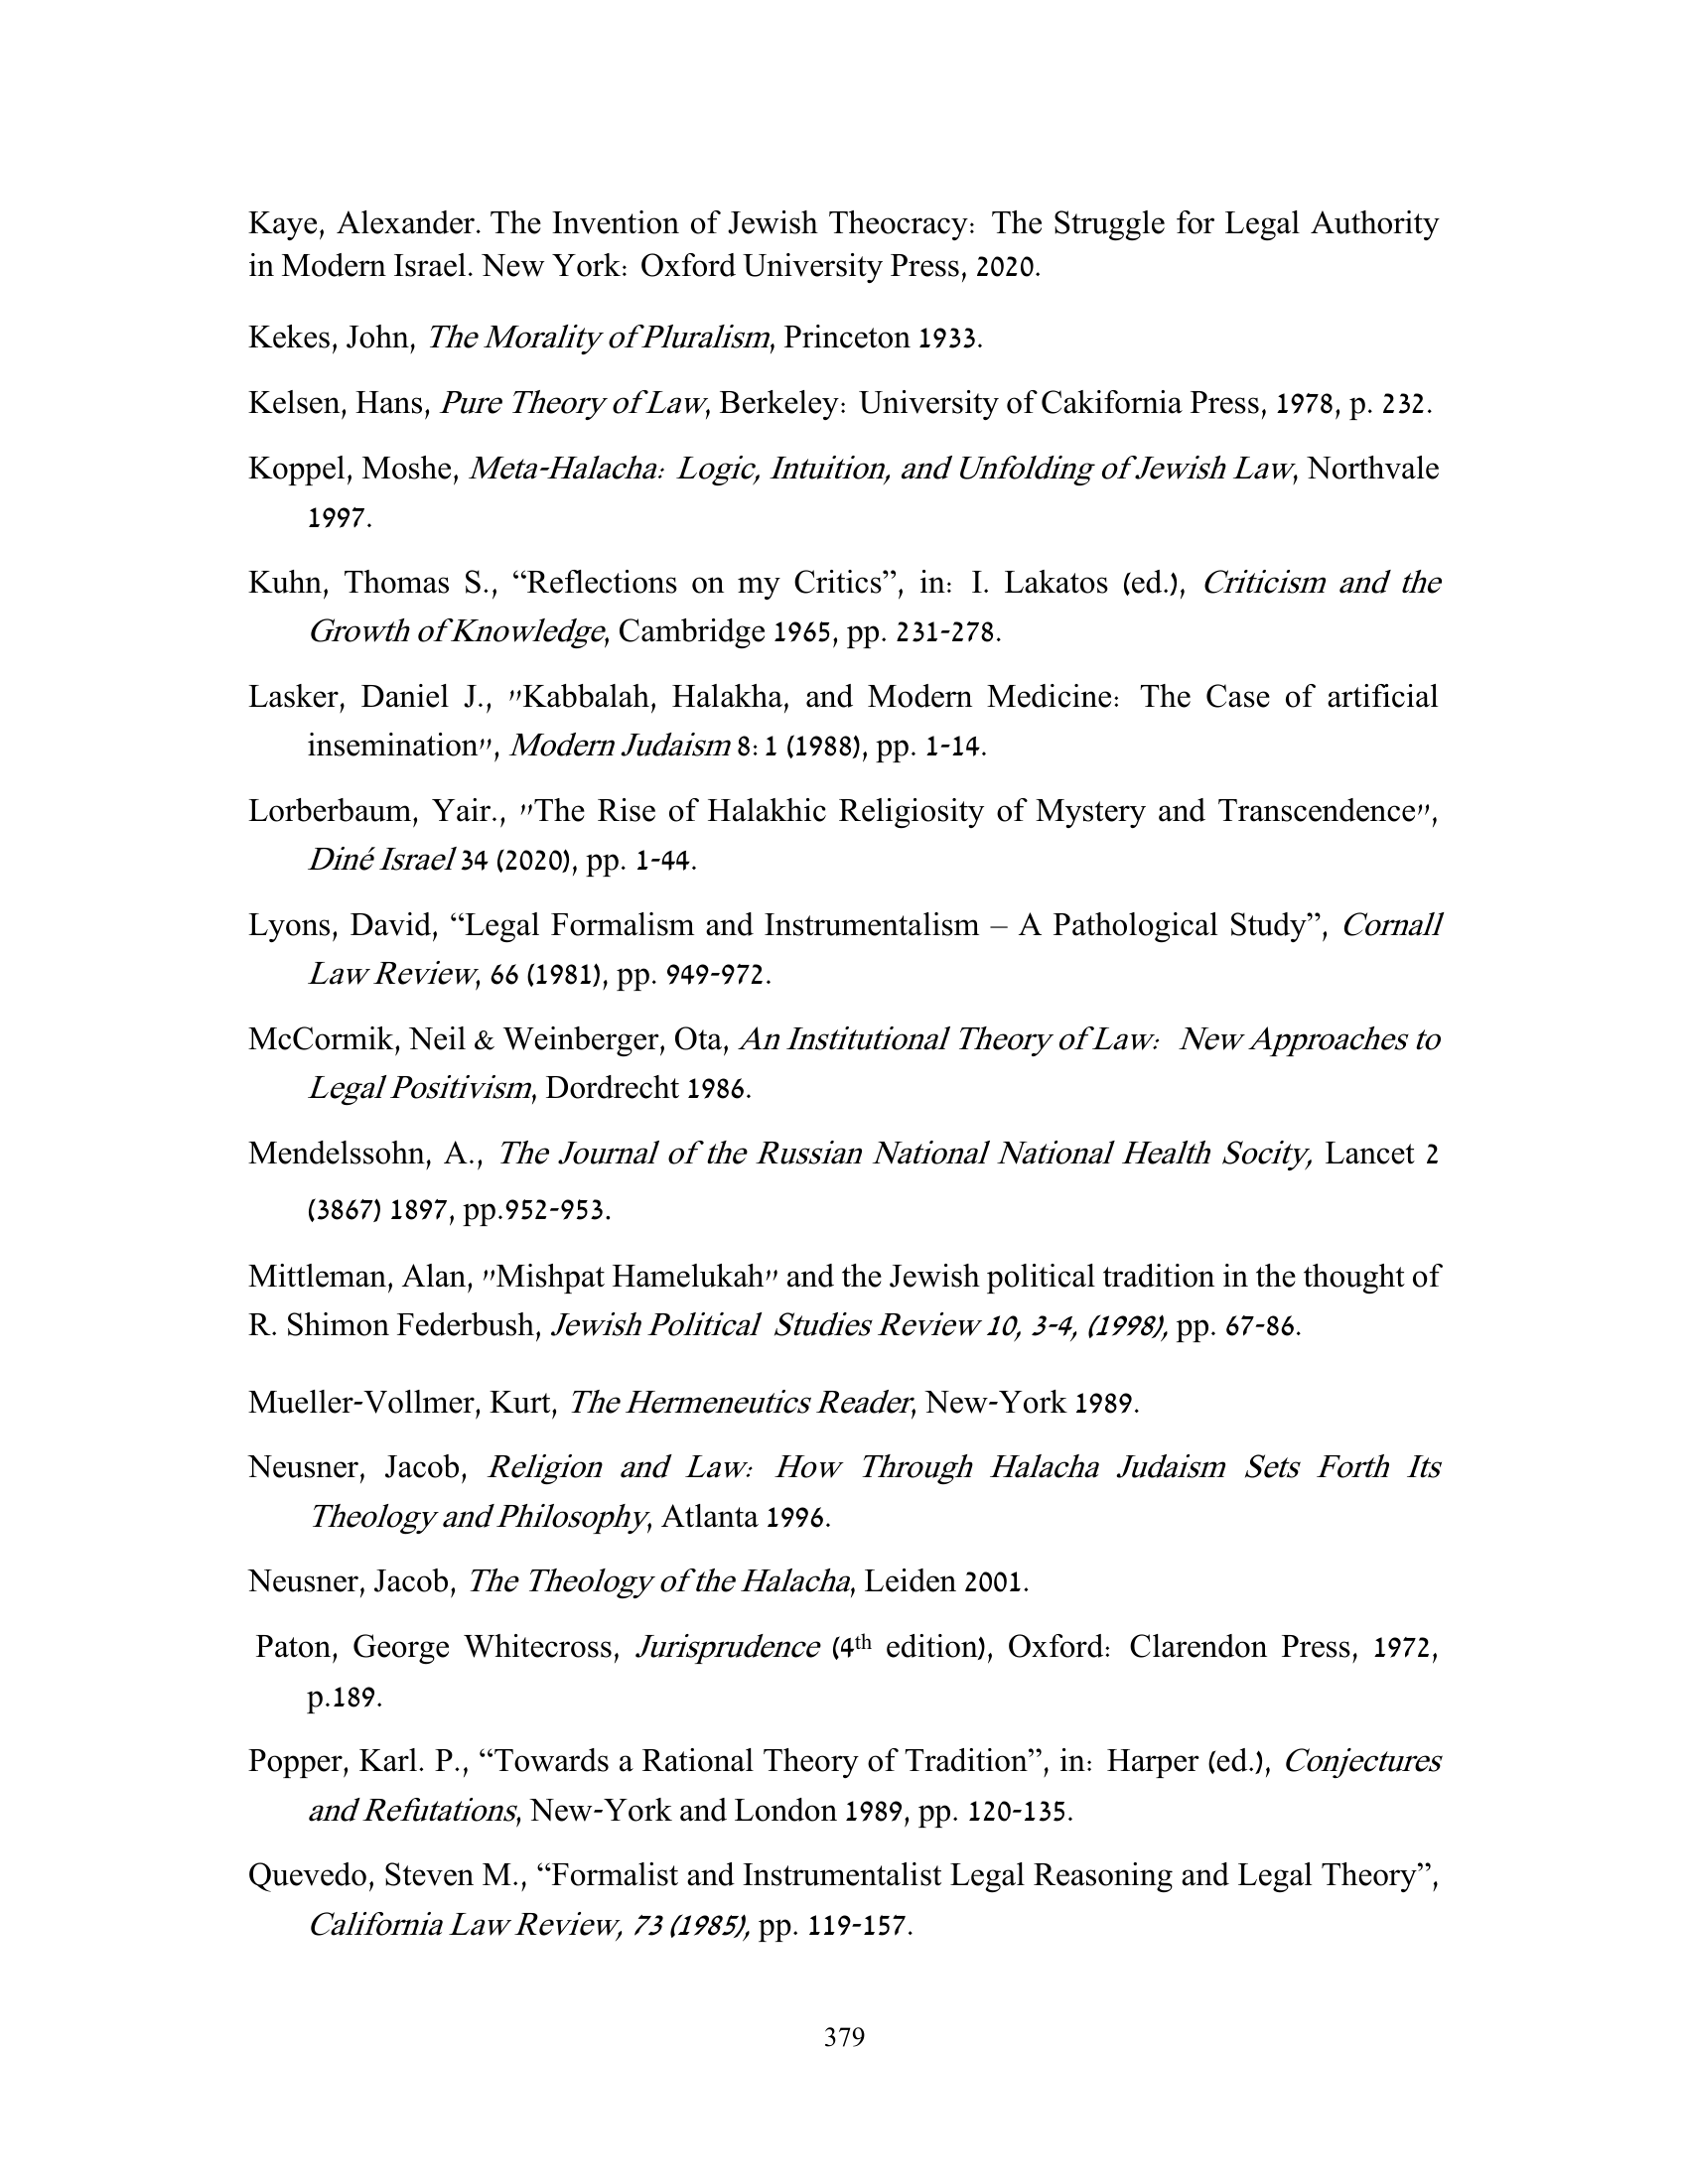 Kaye, Alexander. The Invention of Jewish Theocracy: The Struggle for Legal Authority
in Modern Israel. New York: Oxford University Press, 2020.
Kekes, John, The Morality of Pluralism, Princeton 1933.
Kelsen, Hans, Pure Theory of Law, Berkeley: University of Cakifornia Press, 1978, p. 232.
Koppel, Moshe, Meta-Halacha: Logic, Intuition, and Unfolding of Jewish Law, Northvale
1997.
Kuhn, Thomas S., “Reflections on my Critics”, in: I. Lakatos (ed.), Criticism and the
Growth of Knowledge, Cambridge 1965, pp. 231-278.
Lasker, Daniel J., "Kabbalah, Halakha, and Modern Medicine: The Case of artificial
insemination", Modern Judaism 8:1 (1988), pp. 1-14.
Lorberbaum, Yair., "The Rise of Halakhic Religiosity of Mystery and Transcendence",
Diné Israel 34 (2020), pp. 1-44.
Lyons, David, “Legal Formalism and Instrumentalism – A Pathological Study”, Cornall
Law Review, 66 (1981), pp. 949-972.
McCormik, Neil & Weinberger, Ota, An Institutional Theory of Law: New Approaches to
Legal Positivism, Dordrecht 1986.
Mendelssohn, A., The Journal of the Russian National National Health Socity, Lancet 2
(3867) 1897, pp.952-953.
Mittleman, Alan, "Mishpat Hamelukah" and the Jewish political tradition in the thought of
R. Shimon Federbush, Jewish Political Studies Review 10, 3-4, (1998), pp. 67-86.
Mueller-Vollmer, Kurt, The Hermeneutics Reader, New-York 1989.
Neusner, Jacob, Religion and Law: How Through Halacha Judaism Sets Forth Its
Theology and Philosophy, Atlanta 1996.
Neusner, Jacob, The Theology of the Halacha, Leiden 2001.
Paton, George Whitecross, Jurisprudence (4th edition), Oxford: Clarendon Press, 1972,
p.189.
Popper, Karl. P., “Towards a Rational Theory of Tradition”, in: Harper (ed.), Conjectures
and Refutations, New-York and London 1989, pp. 120-135.
Quevedo, Steven M., “Formalist and Instrumentalist Legal Reasoning and Legal Theory”,
California Law Review, 73 (1985), pp. 119-157.
379